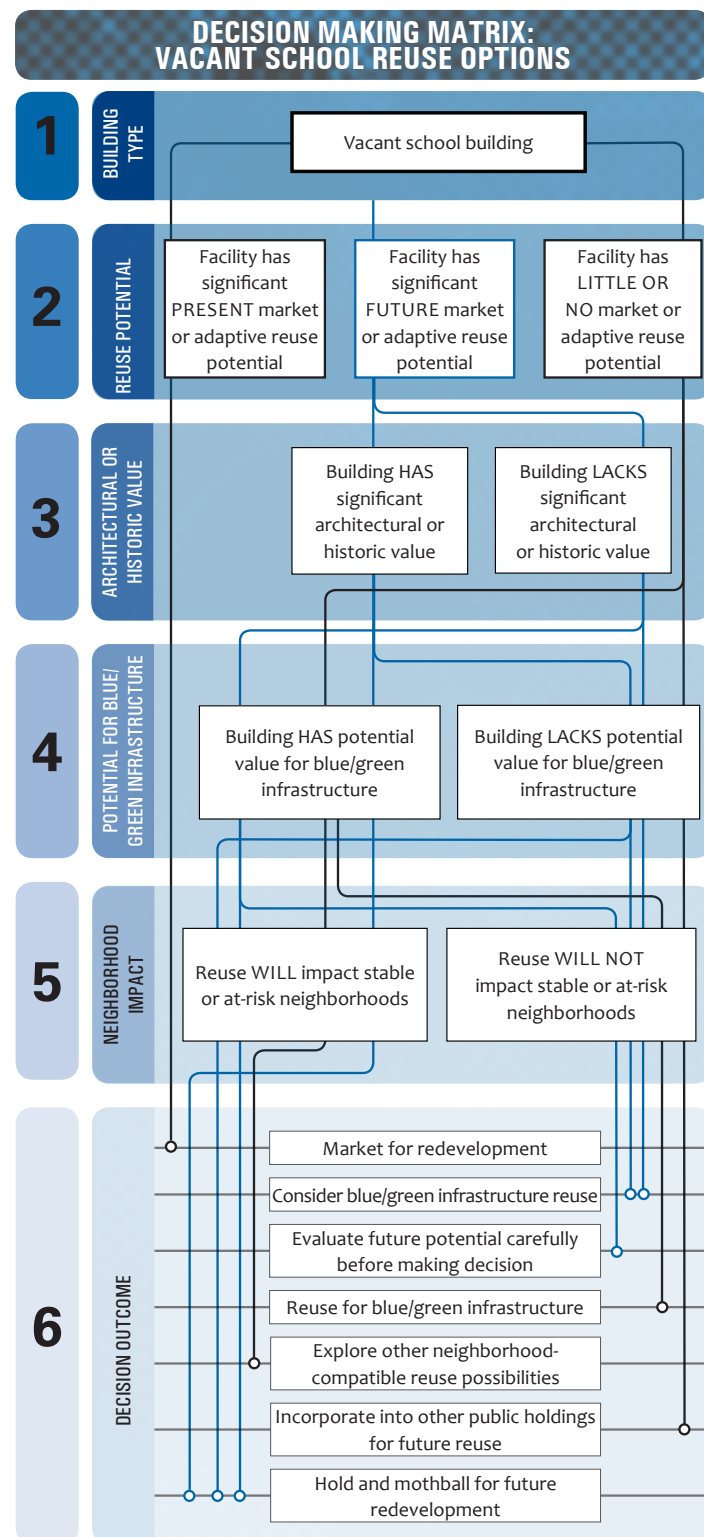 DECISION MAKING MATRIX:
VACANT SCHOOL REUSE OPTIONS
1
BUILDING
TYPE
Vacant school building
2
REUSE POTENTIAL
Facility has
significant
PRESENT market
or adaptive reuse
potential
Facility has
significant
FUTURE market
or adaptive reuse
potential
Facility has
LITTLE OR
NO market or
adaptive reuse
potential
3
ARCHITECTURAL OR
HISTORIC VALUE
Building HAS
significant
architectural or
historic value
Building LACKS
significant
architectural
or historic value
4
POTENTIAL FOR BLUE/
GREEN INFRASTRUCTURE
Building HAS potential
value for blue/green
infrastructure
Building LACKS potential
value for blue/green
infrastructure
5
NEIGHBORHOOD
IMPACT
Reuse WILL impact stable
or at-risk neighborhoods
Reuse WILL NOT
impact stable or at-risk
neighborhoods
6
DECISION OUTCOME
Market for redevelopment
Consider blue/green infrastructure reuse
Evaluate future potential carefully
before making decision
Reuse for blue/green infrastructure
Explore other neighborhood-
compatible reuse possibilities
Incorporate into other public holdings
for future reuse
Hold and mothball for future
redevelopment